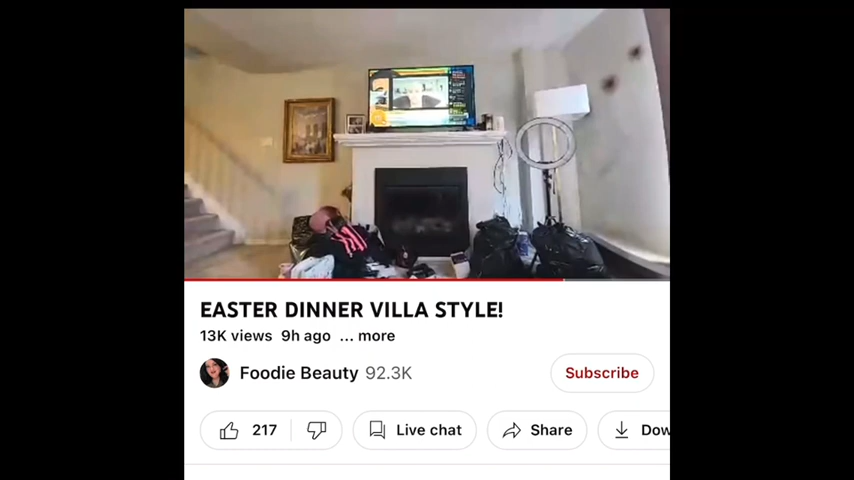 EASTER DINNER VILLA STYLE!
13K views 9h ago ... more
Foodie Beauty 92.3K
Subscribe
217
Live chat
Share
Dow